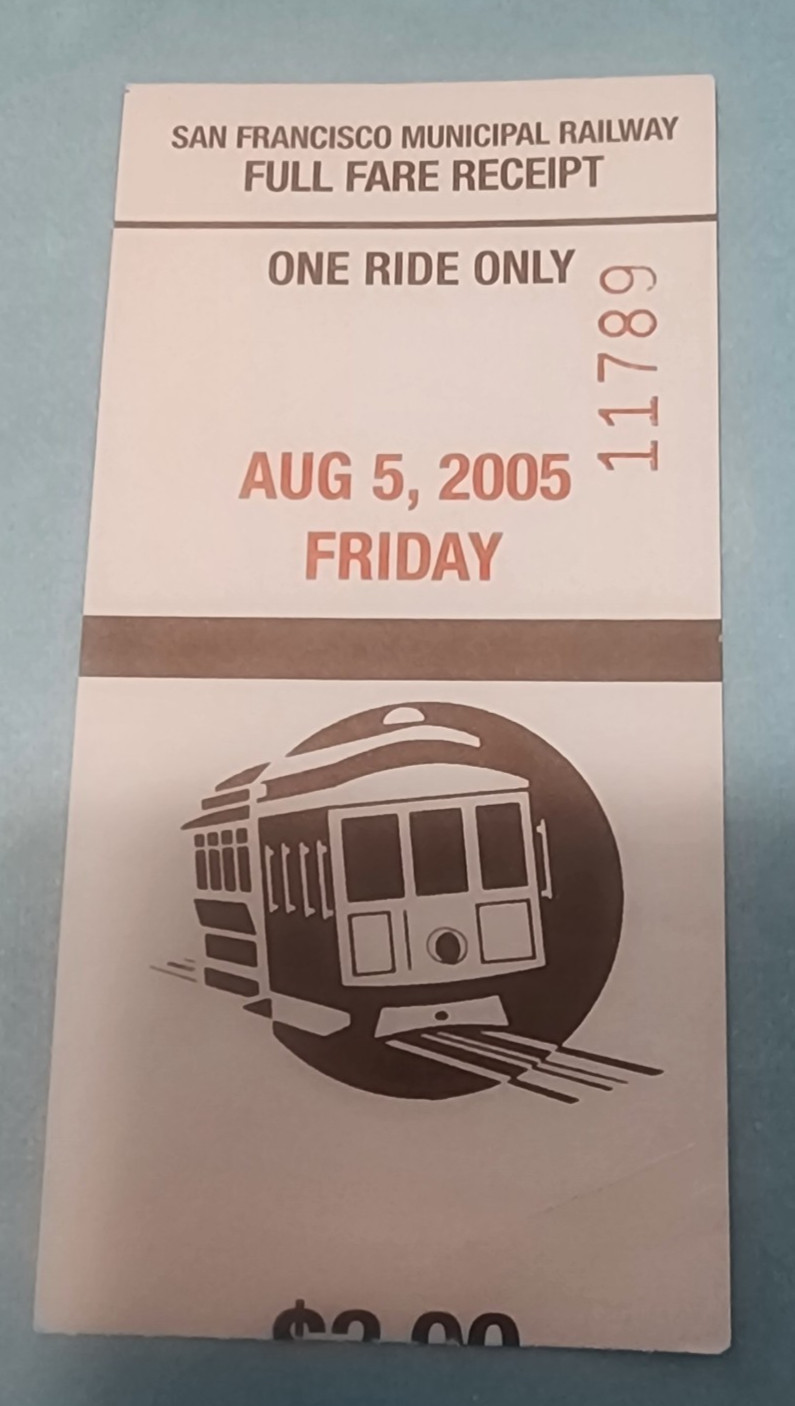 SAN FRANCISCO MUNICIPAL RAILWAY
FULL FARE RECEIPT
ONE RIDE ONLY
11789
AUG 5, 2005
FRIDAY